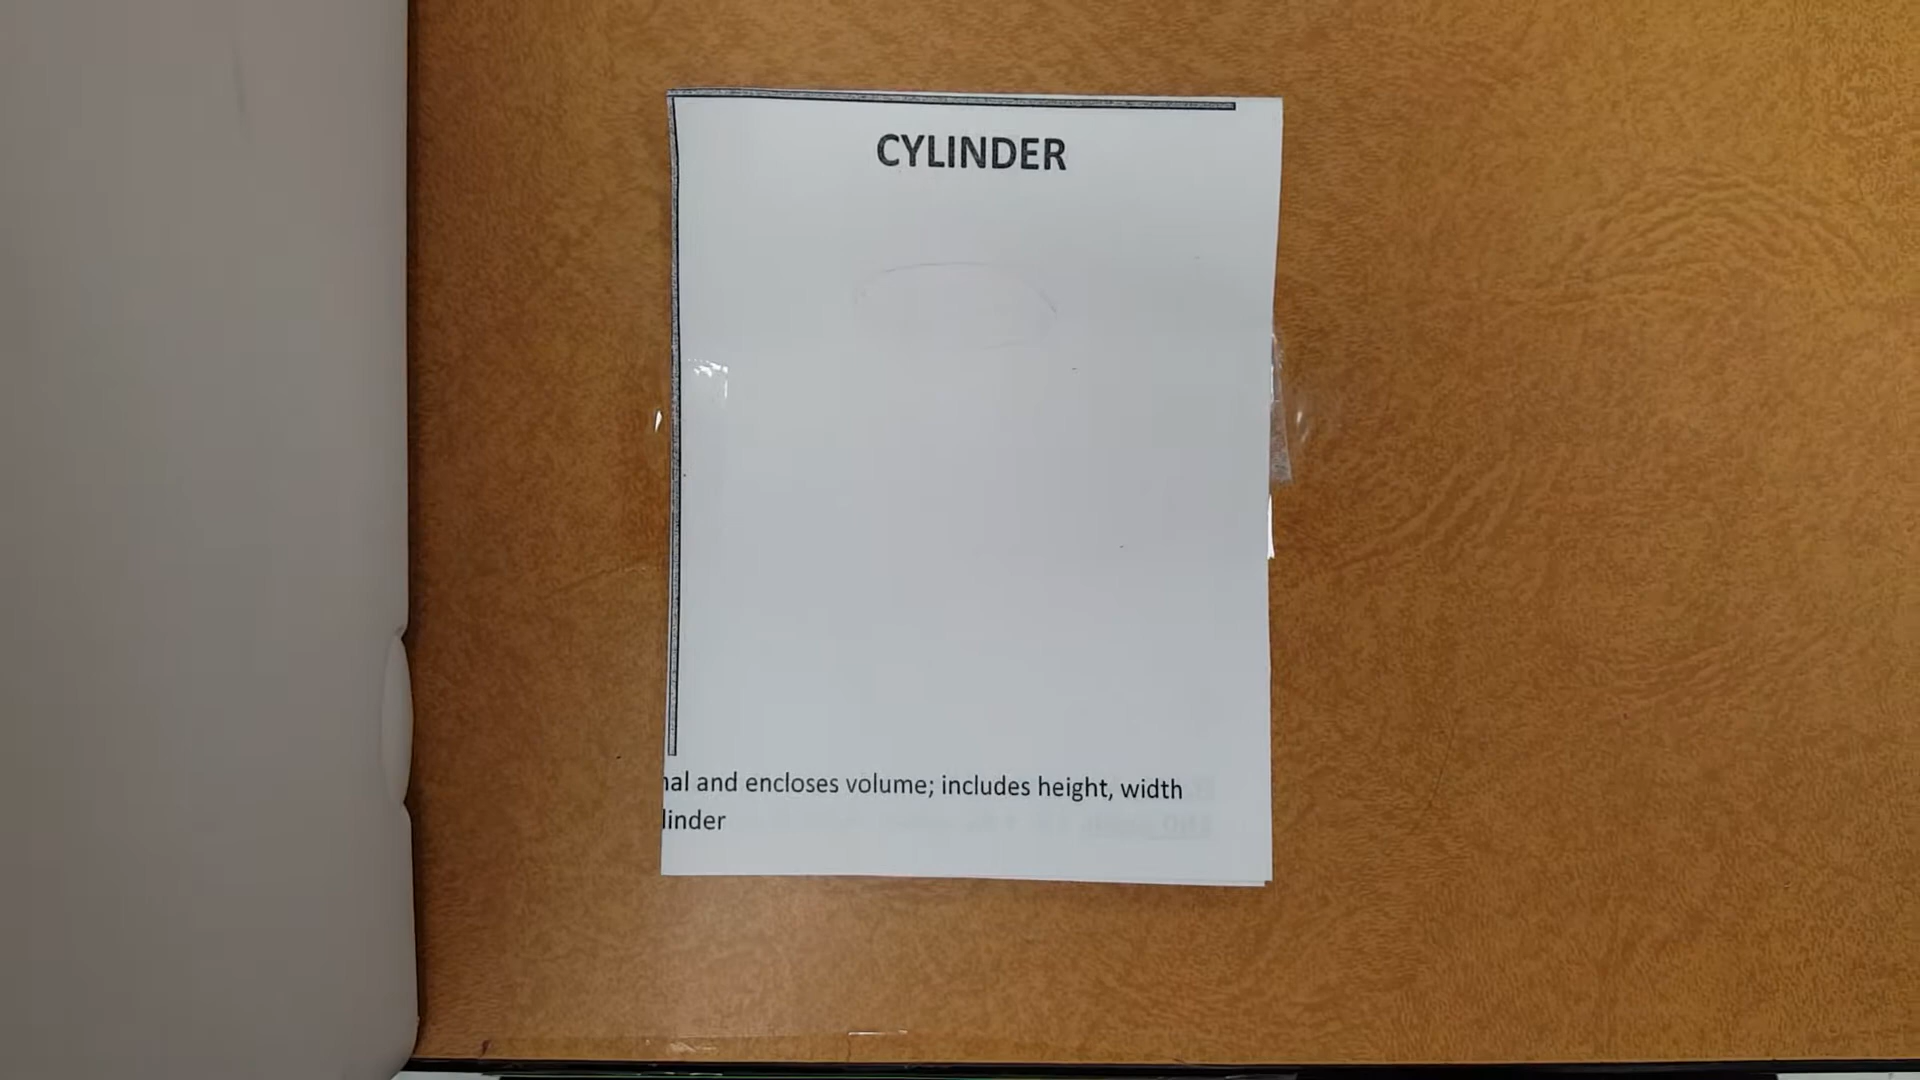 CYLINDER
nal and encloses volume; includes height, width
linder